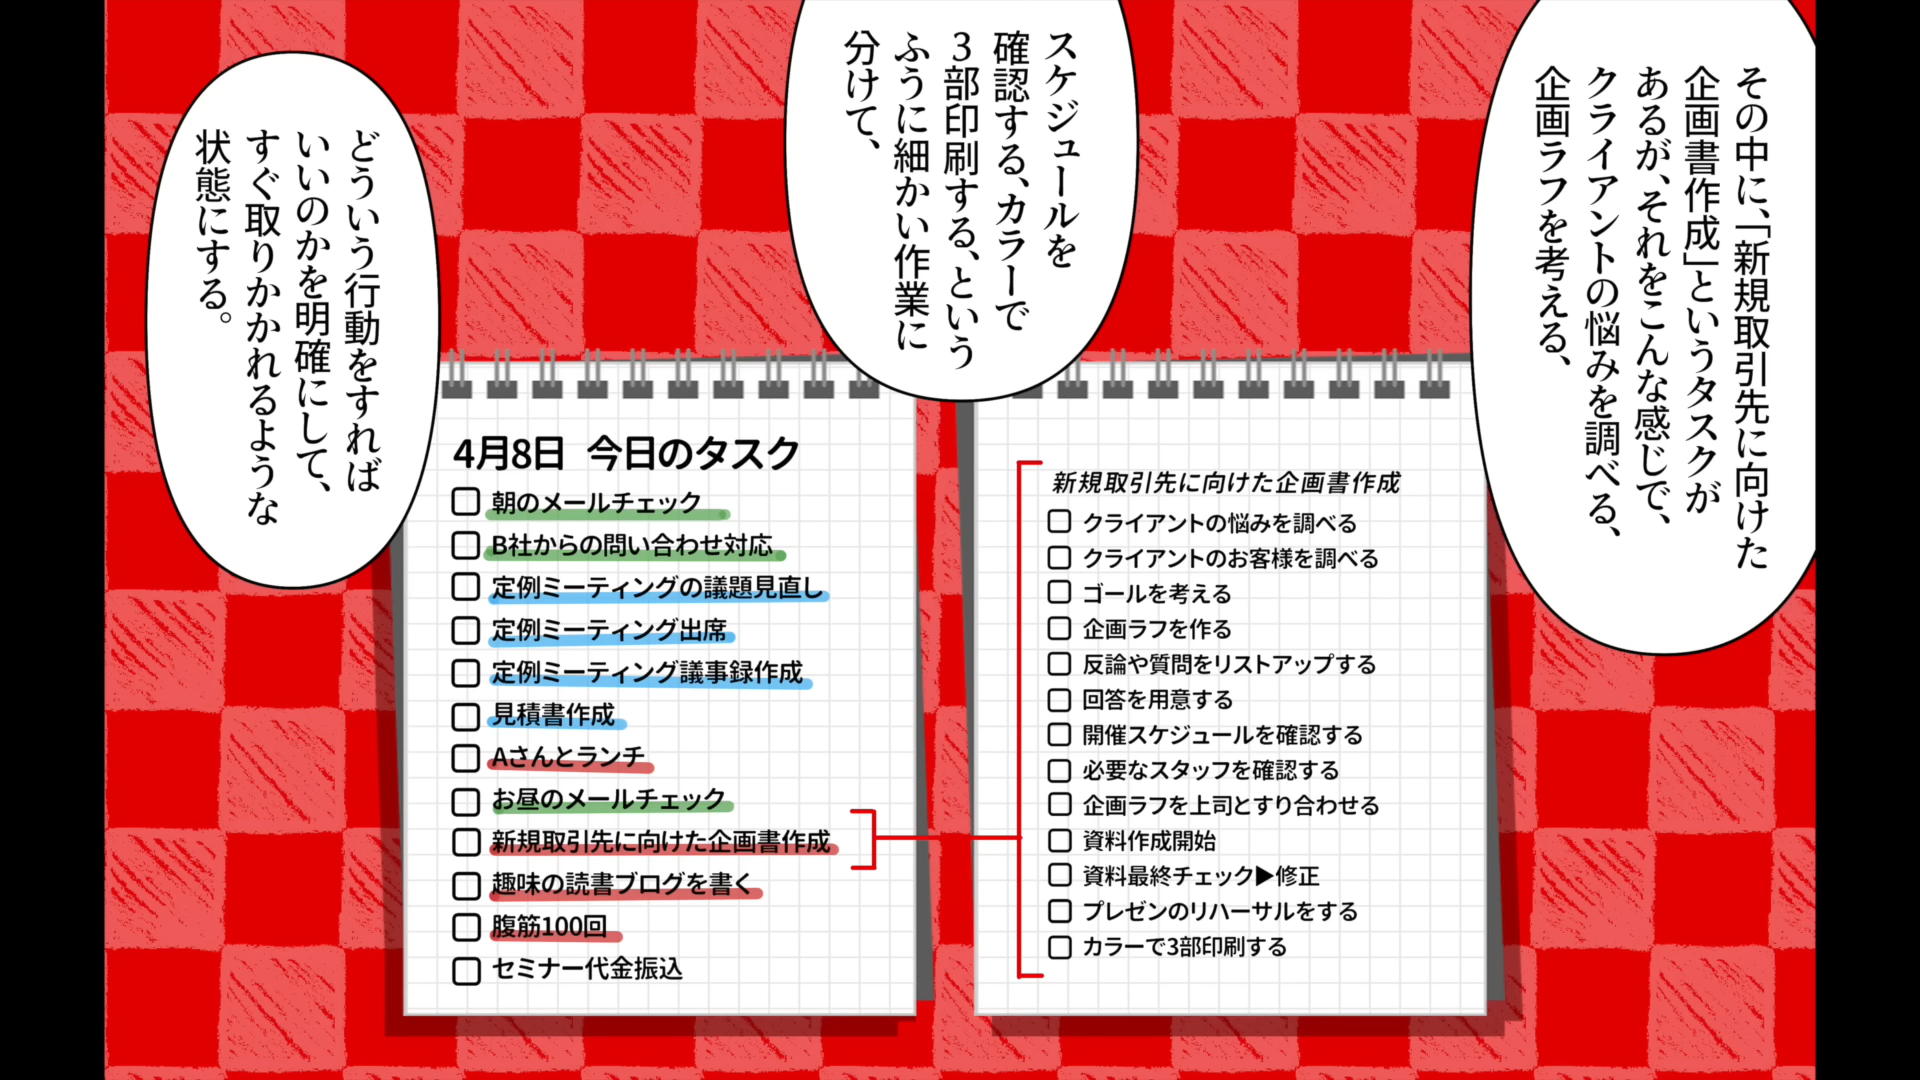 その中に、「新規取引先に向けた
企画書作成」というタスクが
あるが、それをこんな感じで、
クライアントの悩みを調べる、
企画ラフを考える、
スケジュールを
確認する、カラーで
3部印刷する、という
ふうに細かい作業に
分けて、
どういう行動をすれば
いいのかを明確にして、
すぐ取りかかれるような
状態にする。
4月8日 今日のタスク
朝のメールチェック
B社からの問い合わせ対応
定例ミーティングの議題見直し
定例ミーティング出席
定例ミーティング議事録作成
見積書作成
Aさんとランチ
お昼のメールチェック
新規取引先に向けた企画書作成
趣味の読書ブログを書く
腹筋100回
セミナー代金振込
新規取引先に向けた企画書作成
クライアントの悩みを調べる
クライアントのお客様を調べる
ゴールを考える
企画ラフを作る
反論や質問をリストアップする
回答を用意する
開催スケジュールを確認する
必要なスタッフを確認する
企画ラフを上司とすり合わせる
資料作成開始
資料最終チェック▶修正
プレゼンのリハーサルをする
カラーで3部印刷する